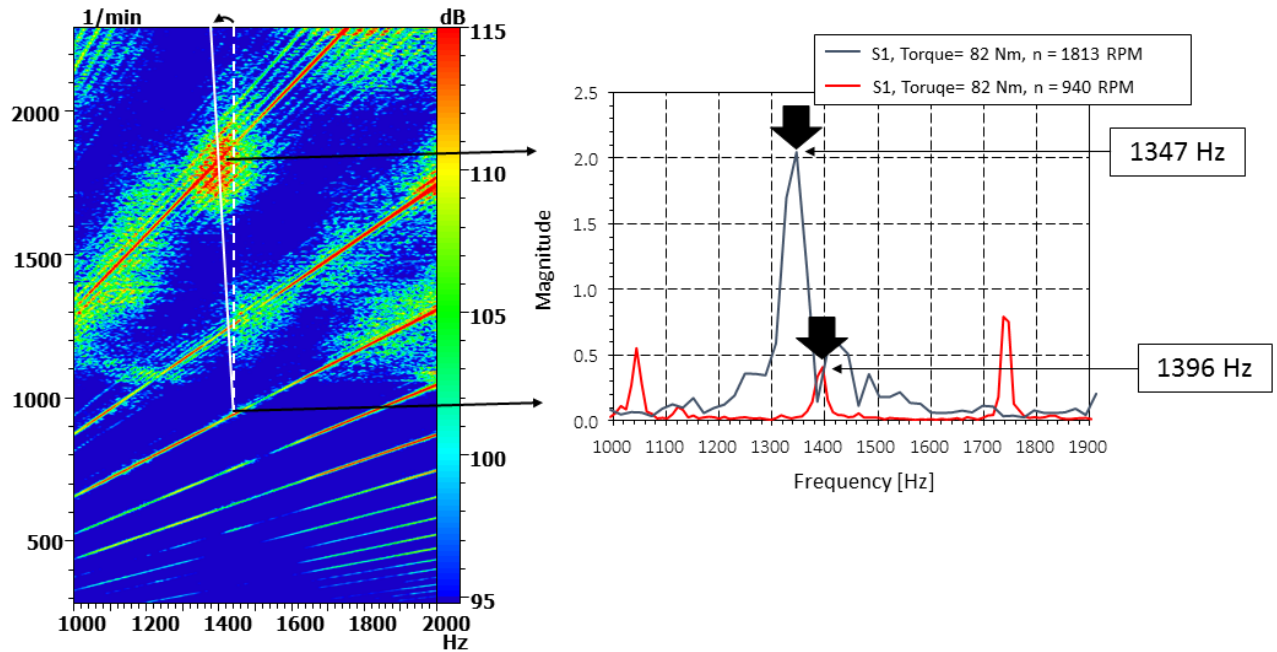 1/min
dB
115
2000
110
1500
105
1000
100
500
95
1000 1200 1400 1600 1800 2000
Hz
S1, Torque= 82 Nm, n = 1813 RPM
S1, Toruqe= 82 Nm, n = 940 RPM
2.5
2.0
1.5
1.0
0.5
0.0
Magnitude
1000 1100 1200 1300 1400 1500 1600 1700 1800 1900
Frequency [Hz]
1347 Hz
1396 Hz